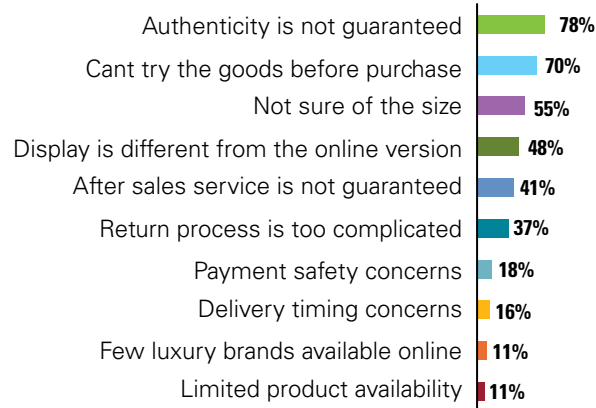 Authenticity is not guaranteed 78%
Cant try the goods before purchase 70%
Not sure of the size 55%
Display is different from the online version 48%
After sales service is not guaranteed 41%
Return process is too complicated 37%
Payment safety concerns 18%
Delivery timing concerns 16%
Few luxury brands available online 11%
Limited product availability 11%